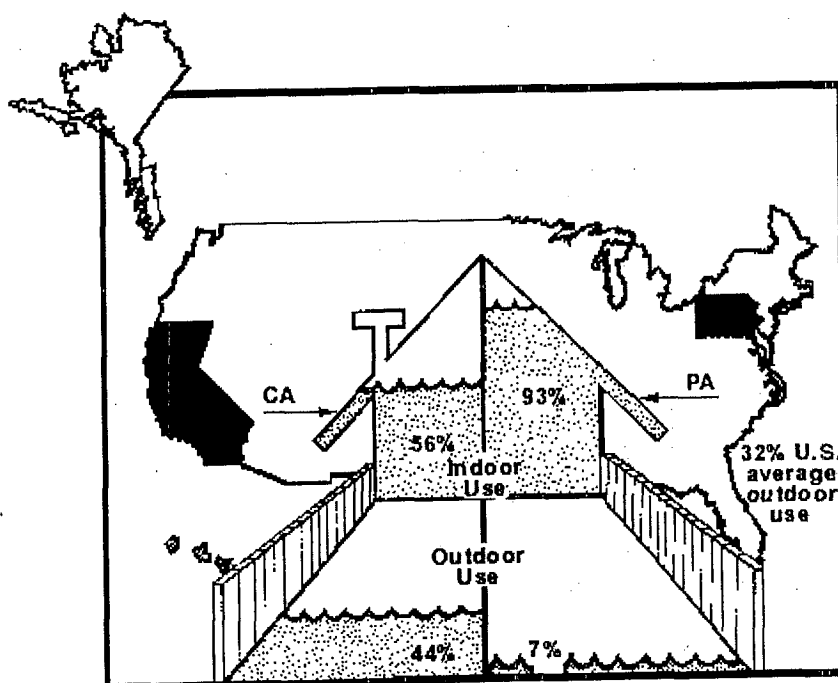 CA
PA
93%
56%
Indoor
Use
32% U.S.
average
outdoor
use
Outdoor
Use
44%
7%